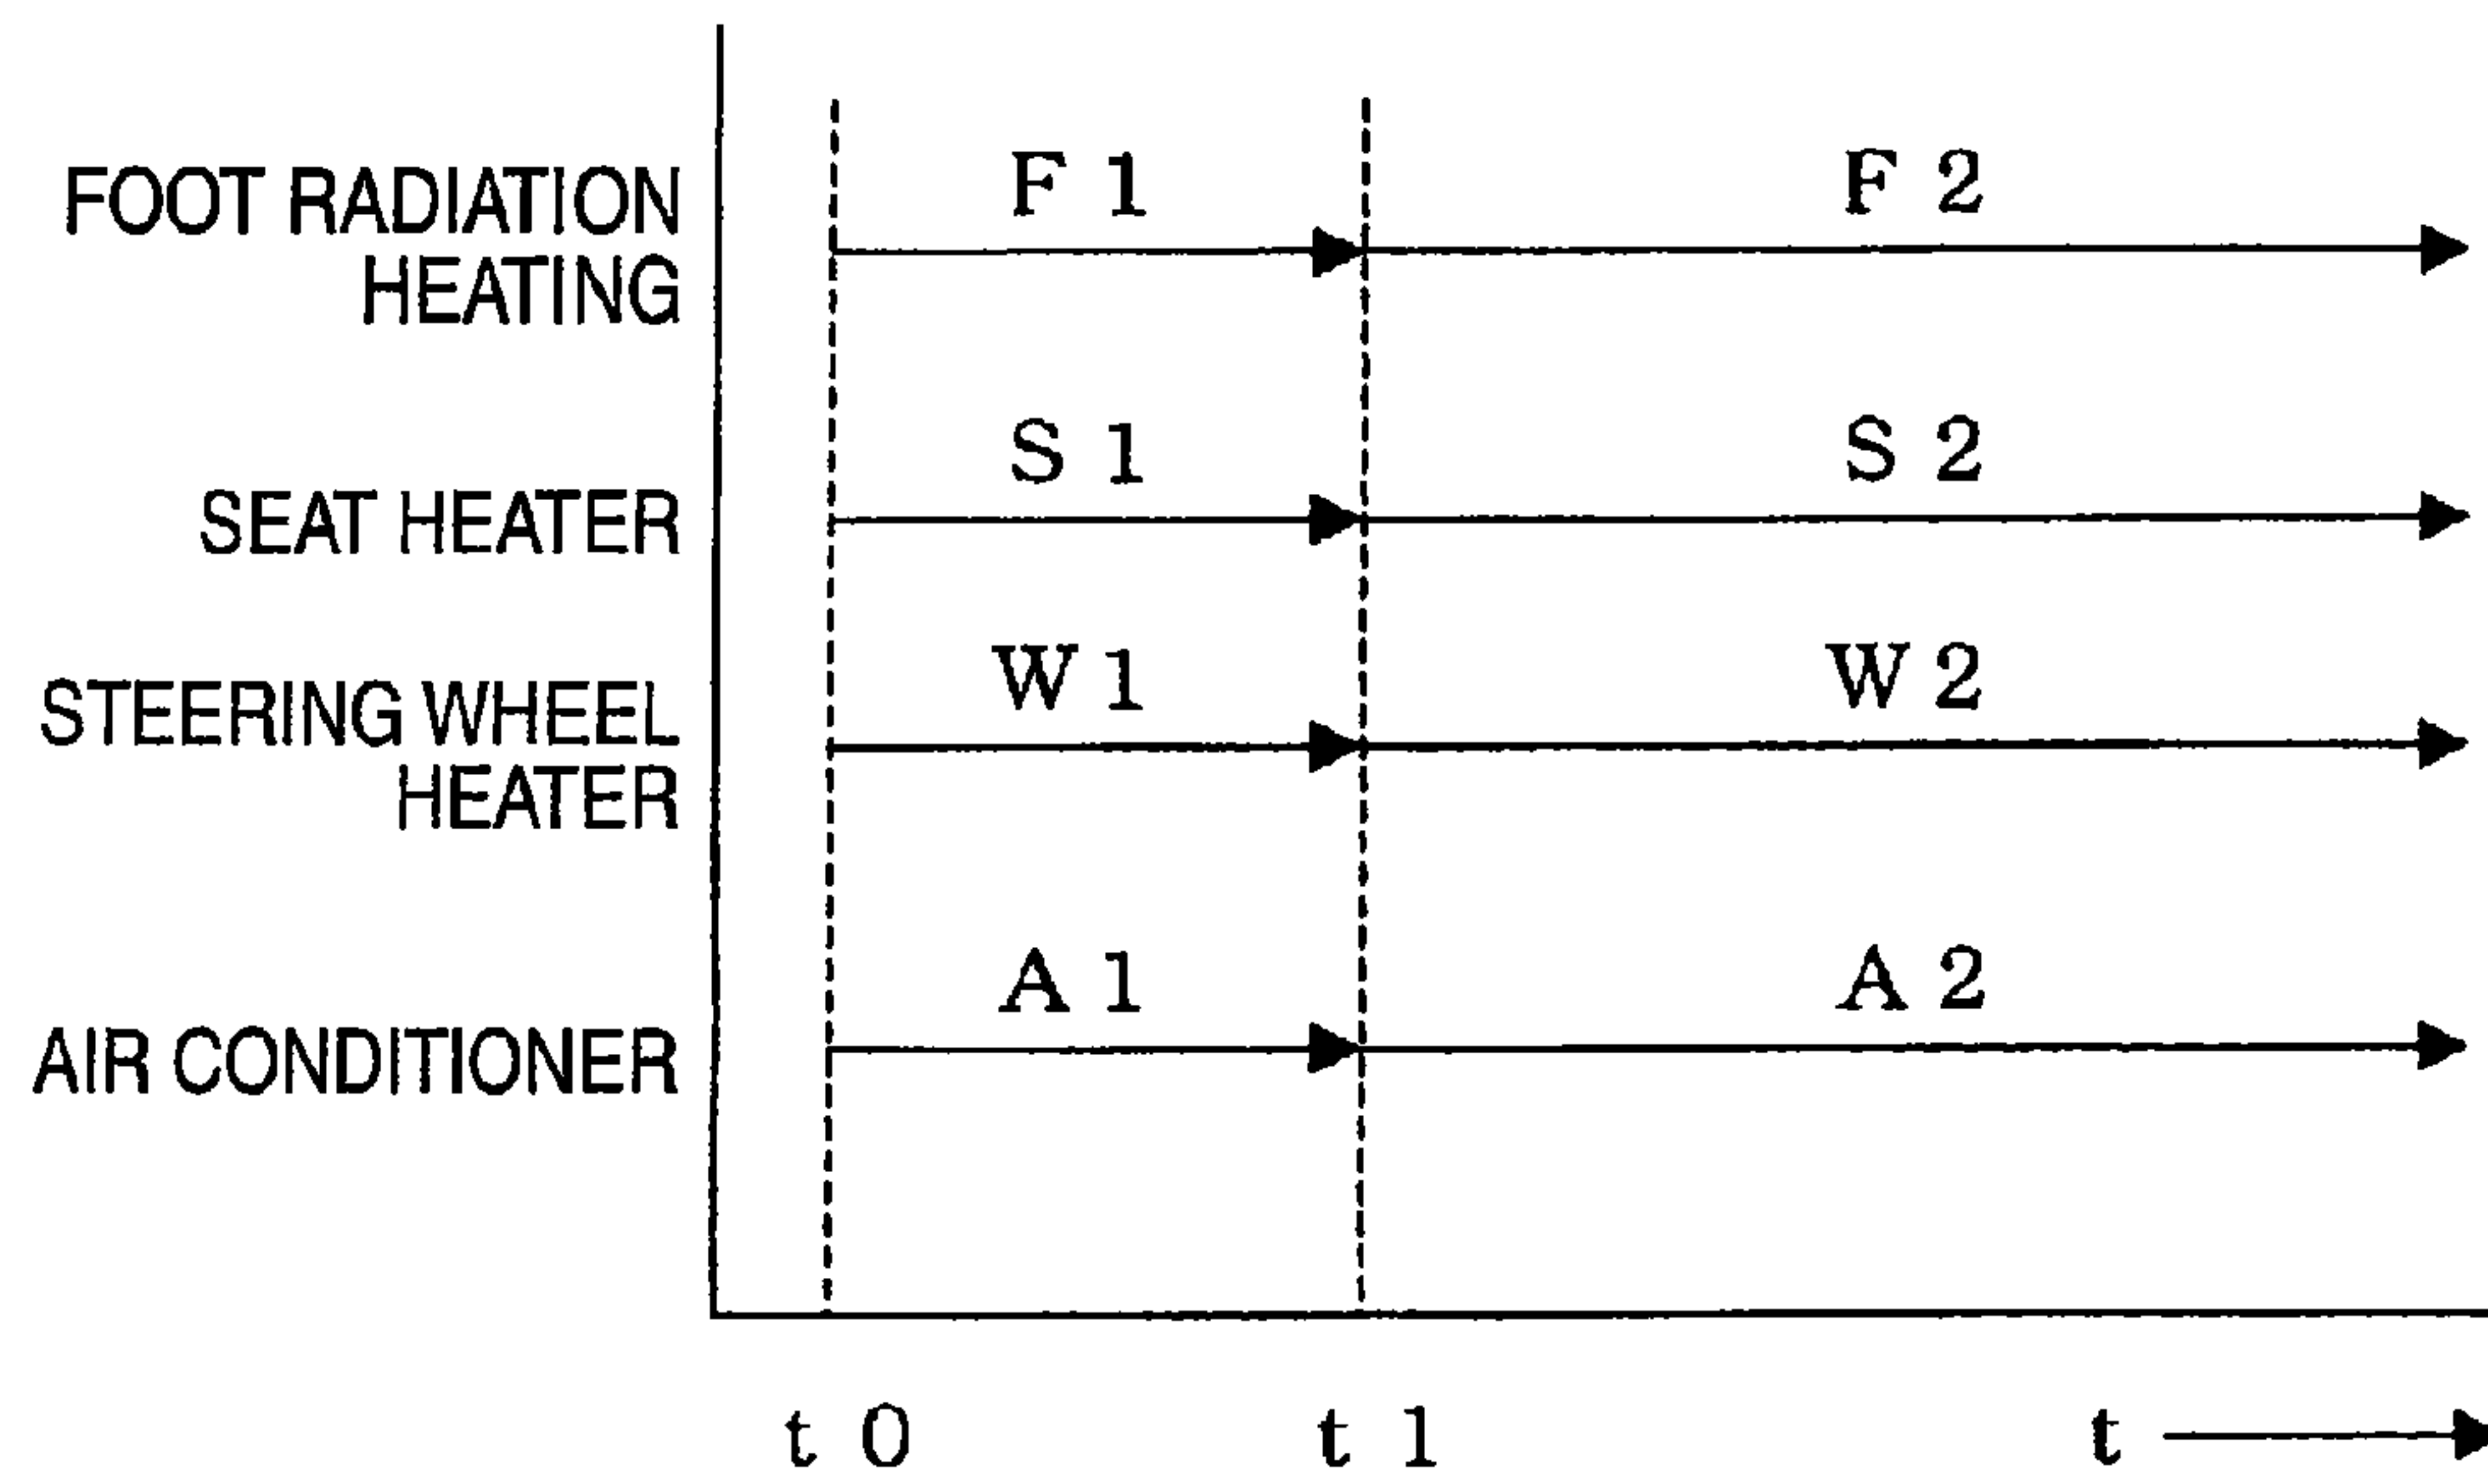 FOOT RADIATION
HEATING
F 1
F 2
SEAT HEATER
S 1
S 2
STEERING WHEEL
HEATER
W 1
W 2
AIR CONDITIONER
A 1
A 2
t 0
t 1
t